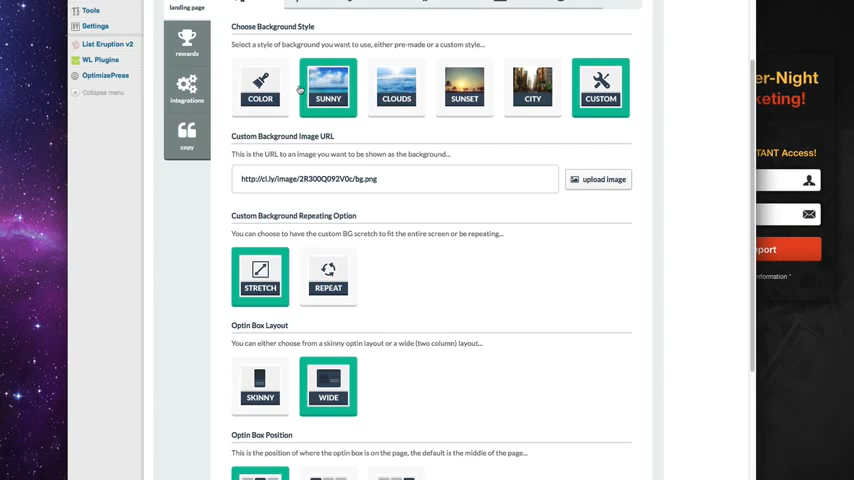 Tools
landing page
Settings
Choose Background Style
List Eruption v2
rewards
Select a style of background you want to use, either pre-made or a custom style...
WL Plugins
OptimizePress
Collapse menu
COLOR
SUNNY
CLOUDS
SUNSET
CITY
CUSTOM
integrations
er-Night
keting!
copy
Custom Background Image URL
This is the URL to an image you want to be shown as the background...
TANT Access!
http://cl.ly/image/2R300Q092V0c/bg.png
upload image
Custom Background Repeating Option
You can choose to have the custom BG scretch to fit the entire screen or be repeating...
port
nformation *
STRETCH
REPEAT
Optin Box Layout
You can either choose from a skinny optin layout or a wide (two column) layout...
SKINNY
WIDE
Optin Box Position
This is the position of where the optin box is on the page, the default is the middle of the page...